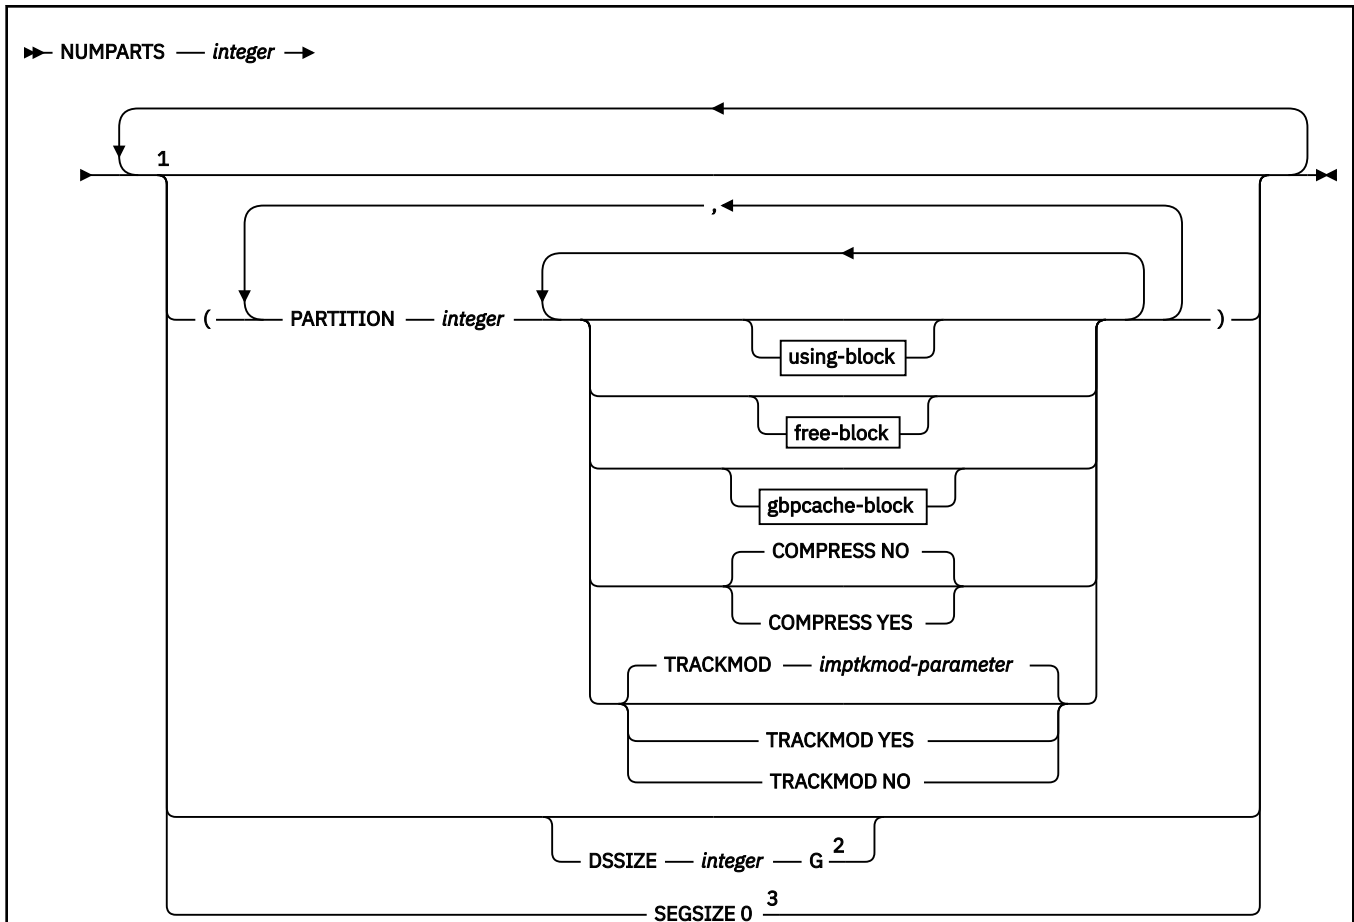 NUMPARTS integer
1
,
( PARTITION integer )
using-block
free-block
gbpcache-block
COMPRESS NO
COMPRESS YES
TRACKMOD imptkmod-parameter
TRACKMOD YES
TRACKMOD NO
DSSIZE integer G 2
SEGSIZE 0 3